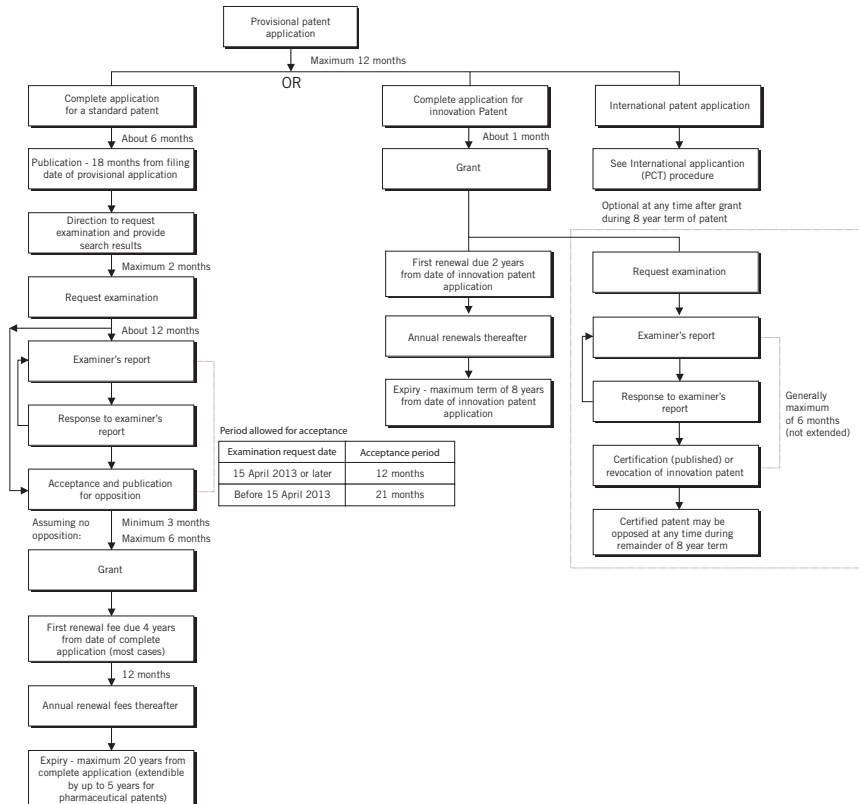 Provisional patent
application
Maximum 12 months
OR
Complete application
for a standard patent
About 6 months
Publication - 18 months from filing
date of provisional application
Direction to request
examination and provide
search results
Maximum 2 months
Request examination
About 12 months
Examiner's report
Response to examiner's
report
Acceptance and publication
for opposition
Assuming no
opposition:
Minimum 3 months
Maximum 6 months
Grant
First renewal fee due 4 years
from date of complete
application (most cases)
12 months
Annual renewal fees thereafter
Expiry - maximum 20 years from
complete application (extendible
by up to 5 years for
pharmaceutical patents)
Period allowed for acceptance
Examination request date Acceptance period
15 April 2013 or later 12 months
Before 15 April 2013 21 months
Complete application for
innovation Patent
About 1 month
Grant
First renewal due 2 years
from date of innovation patent
application
Annual renewals thereafter
Expiry - maximum term of 8 years
from date of innovation patent
application
International patent application
See International applicantion
(PCT) procedure
Optional at any time after grant
during 8 year term of patent
Request examination
Examiner's report
Response to examiner's
report
Certification (published) or
revocation of innovation patent
Certified patent may be
opposed at any time during
remainder of 8 year term
Generally
maximum
of 6 months
(not extended)